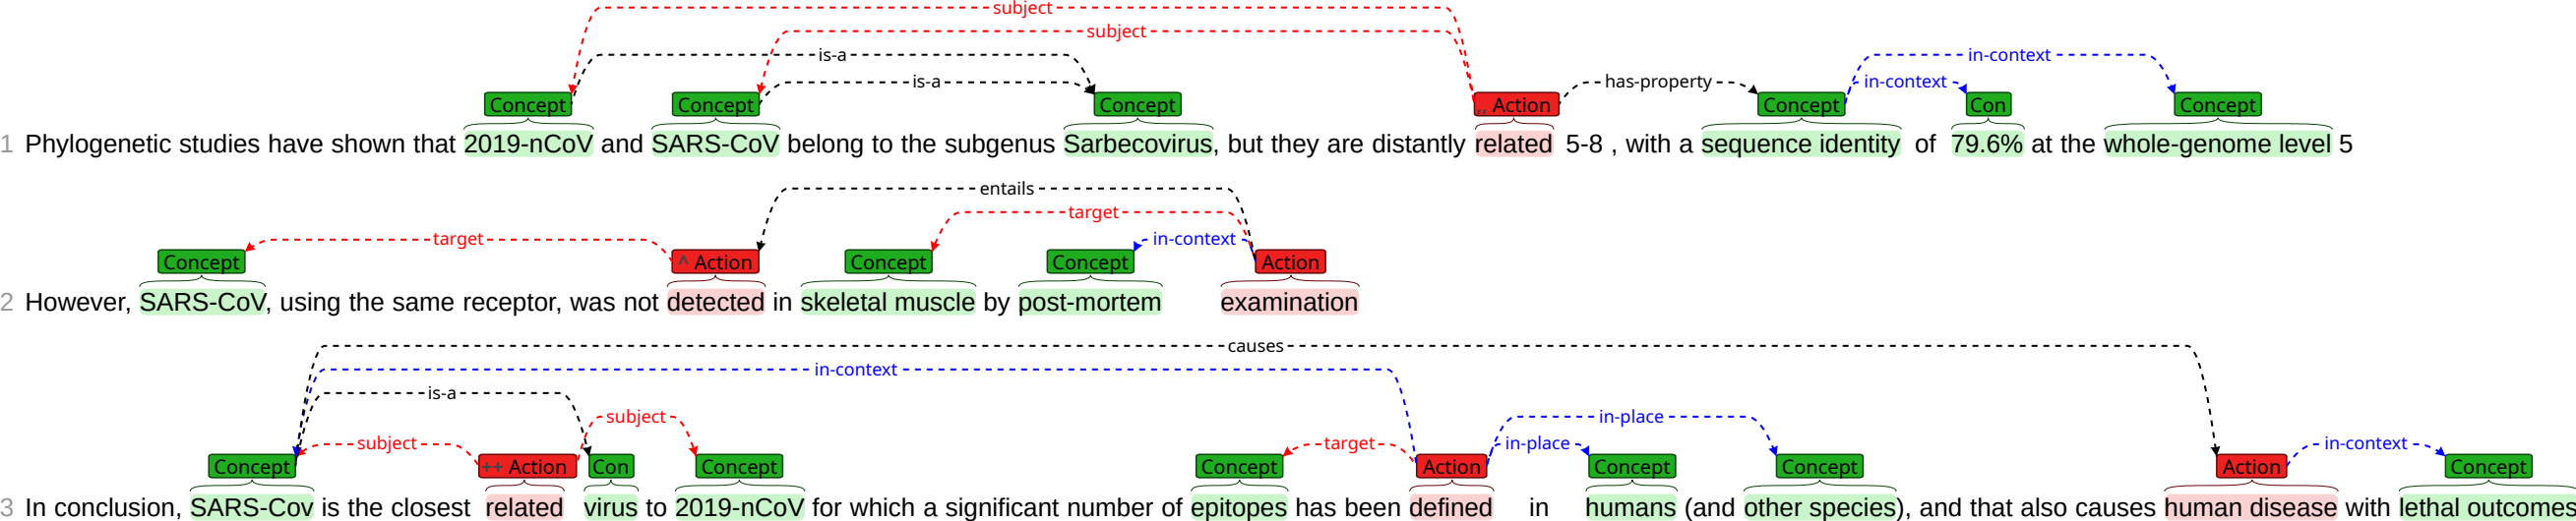 subject
subject
is-a in-context
is-a has-property in-context
Concept Concept Concept ,, Action Concept Con Concept
1 Phylogenetic studies have shown that 2019-nCoV and SARS-CoV belong to the subgenus Sarbecovirus, but they are distantly related 5-8 , with a sequence identity of 79.6% at the whole-genome level 5
entails
target
target in-context
Concept ^ Action Concept Concept Action
2 However, SARS-CoV, using the same receptor, was not detected in skeletal muscle by post-mortem examination
causes
in-context
is-a
subject in-place
subject target in-place in-context
Concept ++ Action Con Concept Concept Action Concept Concept Action Concept
3 In conclusion, SARS-Cov is the closest related virus to 2019-nCoV for which a significant number of epitopes has been defined in humans (and other species), and that also causes human disease with lethal outcomes